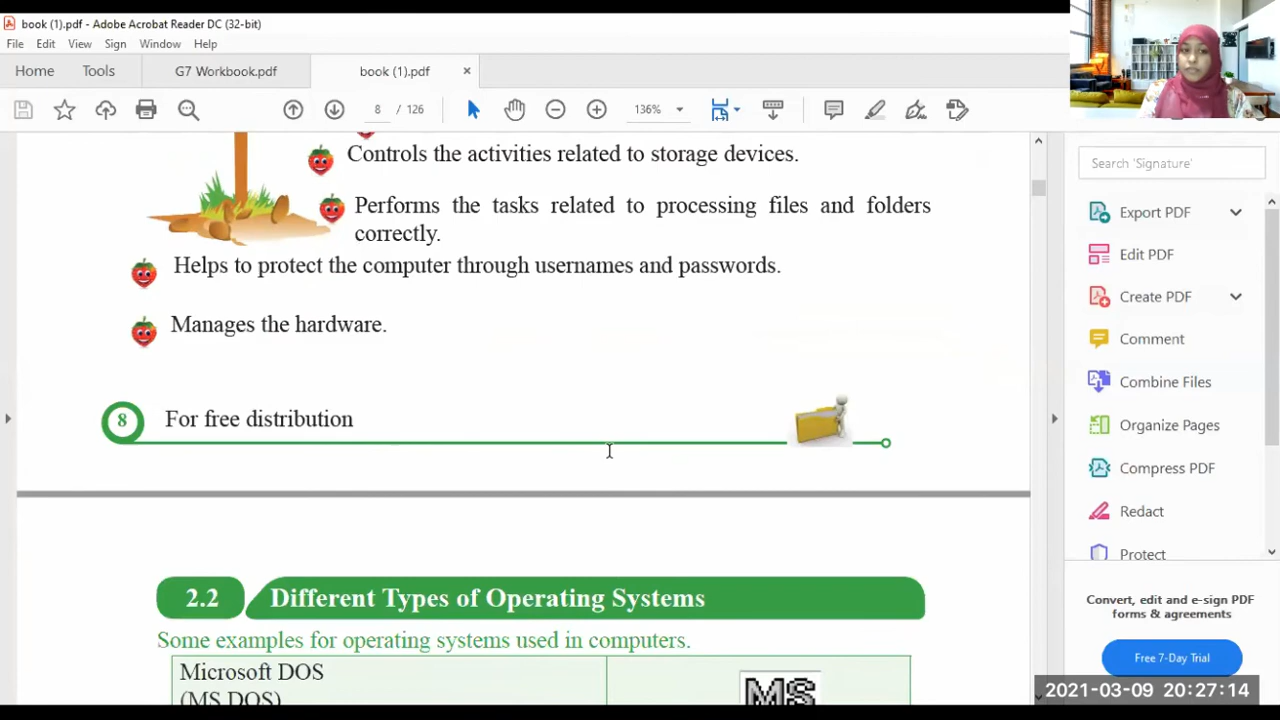 book (1).pdf - Adobe Acrobat Reader DC (32-bit)
File Edit View Sign Window Help
Home Tools G7 Workbook.pdf book (1).pdf ×
8 / 126 136%
Controls the activities related to storage devices.
Performs the tasks related to processing files and folders
correctly.
Helps to protect the computer through usernames and passwords.
Manages the hardware.
8 For free distribution
2.2 Different Types of Operating Systems
Some examples for operating systems used in computers.
Microsoft DOS
(MS DOS)
MS
Search 'Signature'
Export PDF
Edit PDF
Create PDF
Comment
Combine Files
Organize Pages
Compress PDF
Redact
Protect
Convert, edit and e-sign PDF
forms & agreements
Free 7-Day Trial
2021-03-09 20:27:14